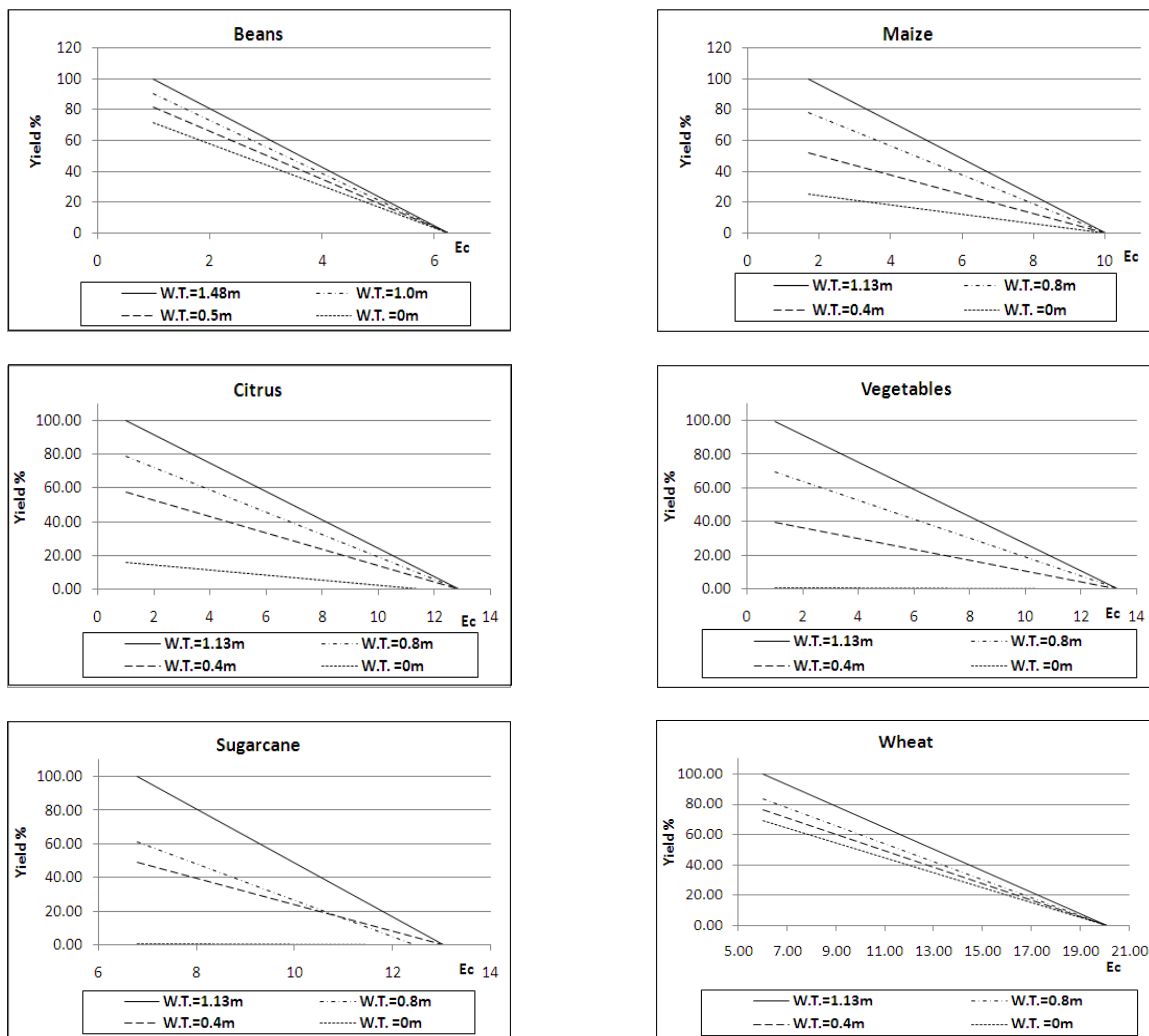 Beans
120
100
80
60
40
20
0
Yield %
0 2 4 6
Ec
W.T.=1.48m W.T.=1.0m
W.T.=0.5m W.T. =0m
Maize
120
100
80
60
40
20
0
Yield %
0 2 4 6 8 10
Ec
W.T.=1.13m W.T.=0.8m
W.T.=0.4m W.T. =0m
Citrus
100.00
80.00
60.00
40.00
20.00
0.00
Yield %
0 2 4 6 8 10 12 14
Ec
W.T.=1.13m W.T.=0.8m
W.T.=0.4m W.T. =0m
Vegetables
100.00
80.00
60.00
40.00
20.00
0.00
Yield %
0 2 4 6 8 10 12 14
Ec
W.T.=1.13m W.T.=0.8m
W.T.=0.4m W.T. =0m
Sugarcane
100.00
80.00
60.00
40.00
20.00
0.00
Yield %
6 8 10 12 14
Ec
W.T.=1.13m W.T.=0.8m
W.T.=0.4m W.T. =0m
Wheat
100.00
80.00
60.00
40.00
20.00
0.00
Yield %
5.00 7.00 9.00 11.00 13.00 15.00 17.00 19.00 21.00
Ec
W.T.=1.13m W.T.=0.8m
W.T.=0.4m W.T. =0m